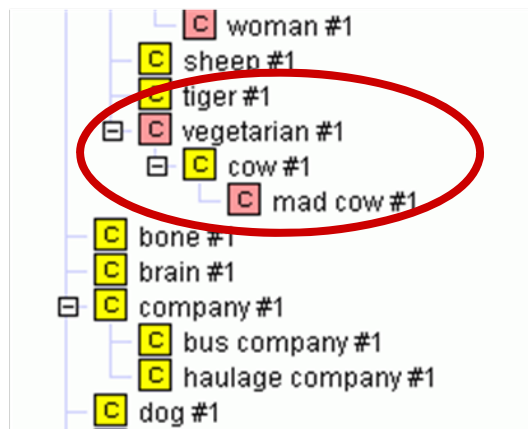 C woman #1
C sheep #1
C tiger #1
C vegetarian #1
C cow #1
C mad cow #1
C bone #1
C brain #1
C company #1
C bus company #1
C haulage company #1
C dog #1